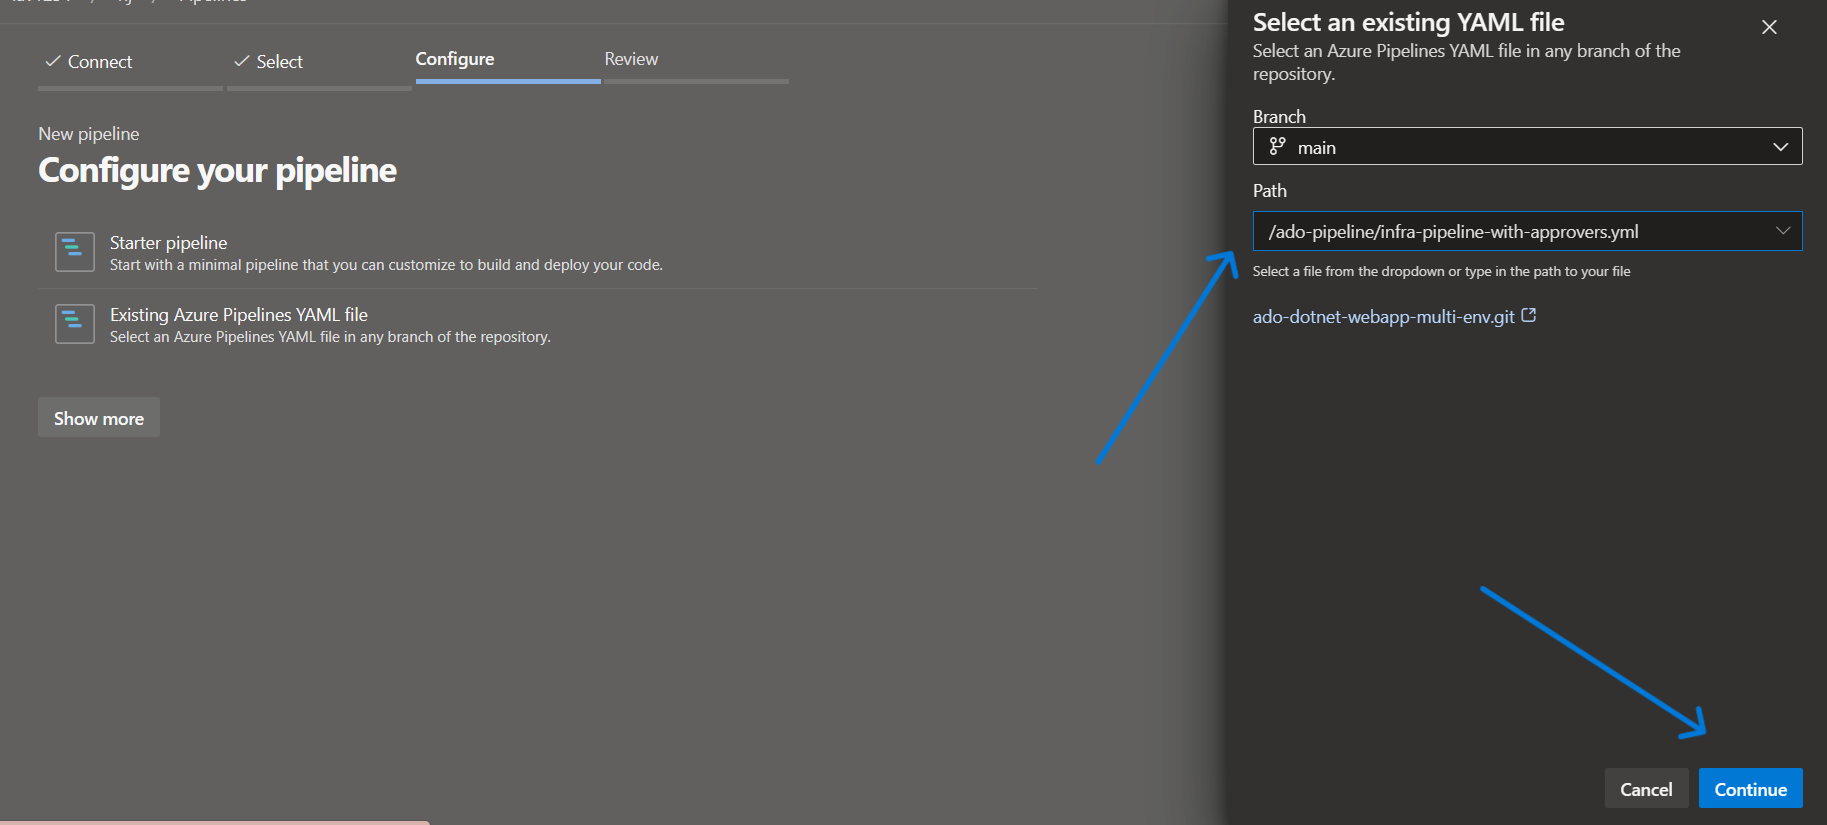 Connect
Select
Configure
Review
New pipeline
Configure your pipeline
Starter pipeline
Start with a minimal pipeline that you can customize to build and deploy your code.
Existing Azure Pipelines YAML file
Select an Azure Pipelines YAML file in any branch of the repository.
Show more
Select an existing YAML file
Select an Azure Pipelines YAML file in any branch of the
repository.
Branch
main
Path
/ado-pipeline/infra-pipeline-with-approvers.yml
Select a file from the dropdown or type in the path to your file
ado-dotnet-webapp-multi-env.git
Cancel
Continue